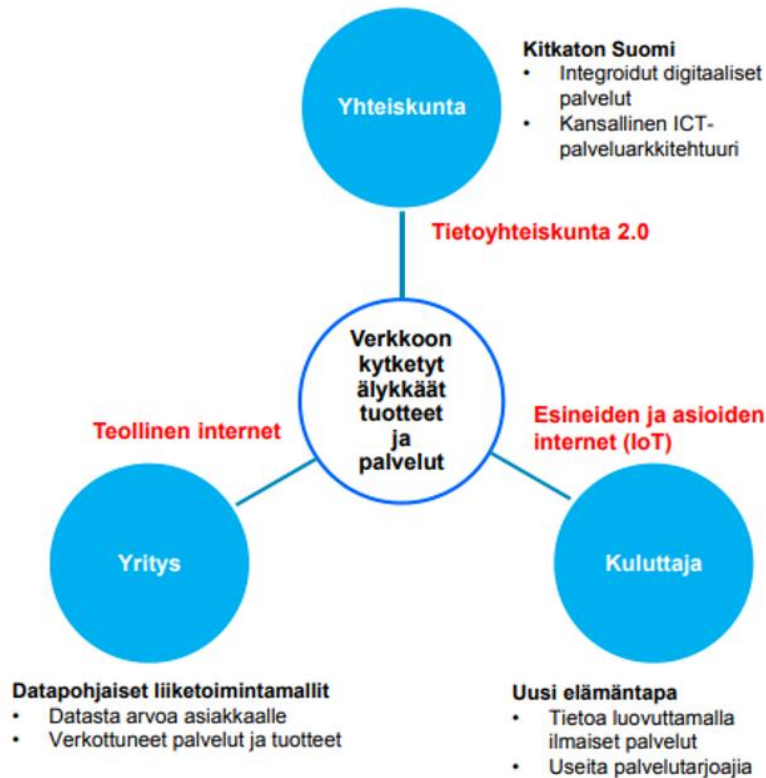 Kitkaton Suomi
• Integroidut digitaaliset
palvelut
• Kansallinen ICT-
palveluarkkitehtuuri
Yhteiskunta
Tietoyhteiskunta 2.0
Verkkoon
kytketyt
älykkäät
tuotteet
ja
palvelut
Teollinen internet
Esineiden ja asioiden
internet (IoT)
Yritys
Kuluttaja
Datapohjaiset liiketoimintamallit
• Datasta arvoa asiakkaalle
• Verkottuneet palvelut ja tuotteet
Uusi elämäntapa
• Tietoa luovuttamalla
ilmaiset palvelut
• Useita palvelutarjoajia